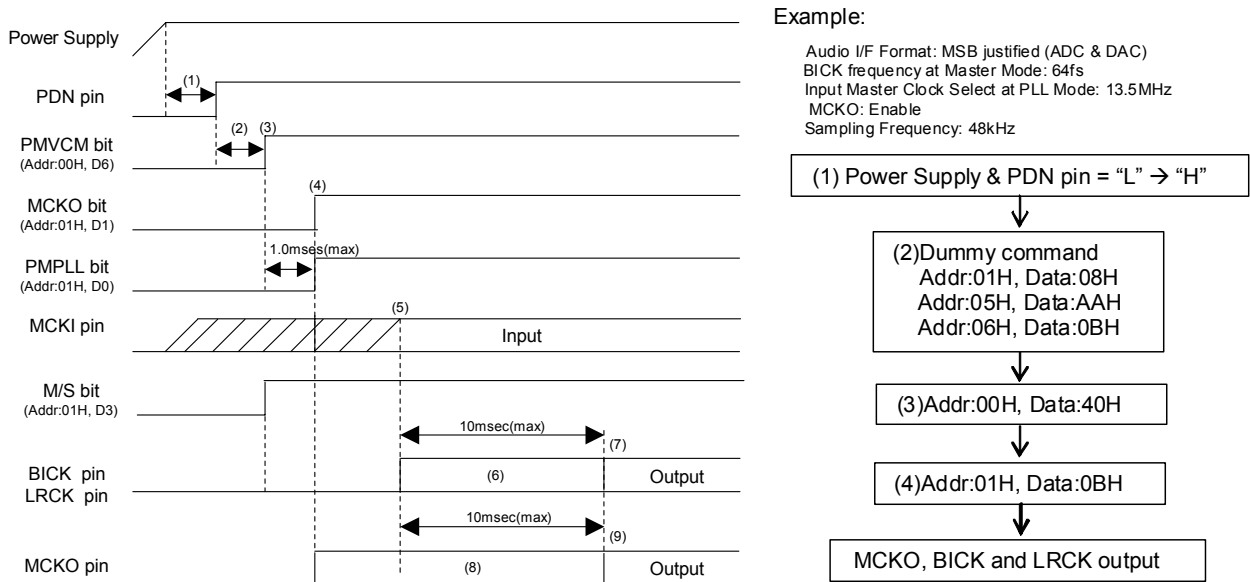 Power Supply
PDN pin
PMVCM bit
(Addr:00H, D6)
MCKO bit
(Addr:01H, D1)
PMPLL bit
(Addr:01H, D0)
MCKI pin
M/S bit
(Addr:01H, D3)
BICK pin
LRCK pin
MCKO pin
(1)
(2)
(3)
(4)
1.0mses(max)
(5)
Input
10msec(max)
(7)
(6)
Output
10msec(max)
(9)
(8)
Output
Example:
Audio I/F Format: MSB justified (ADC & DAC)
BICK frequency at Master Mode: 64fs
Input Master Clock Select at PLL Mode: 13.5MHz
MCKO: Enable
Sampling Frequency: 48kHz
(1) Power Supply & PDN pin = “L” → “H”
(2)Dummy command
Addr:01H, Data:08H
Addr:05H, Data:AAH
Addr:06H, Data:0BH
(3)Addr:00H, Data:40H
(4)Addr:01H, Data:0BH
MCKO, BICK and LRCK output